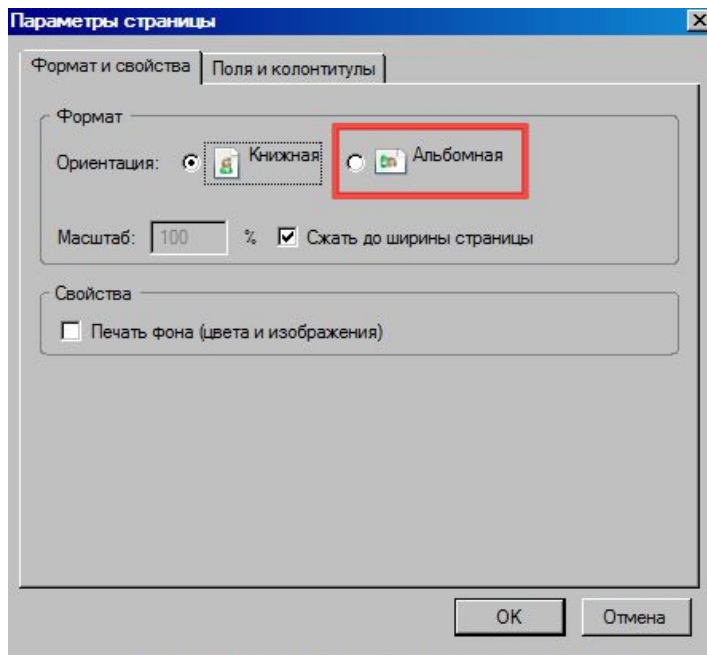 Параметры страницы
Формат и свойства Поля и колонтитулы
Формат
Ориентация: Книжная Альбомная
Масштаб: 100 % Сжать до ширины страницы
Свойства
Печать фона (цвета и изображения)
OK Отмена